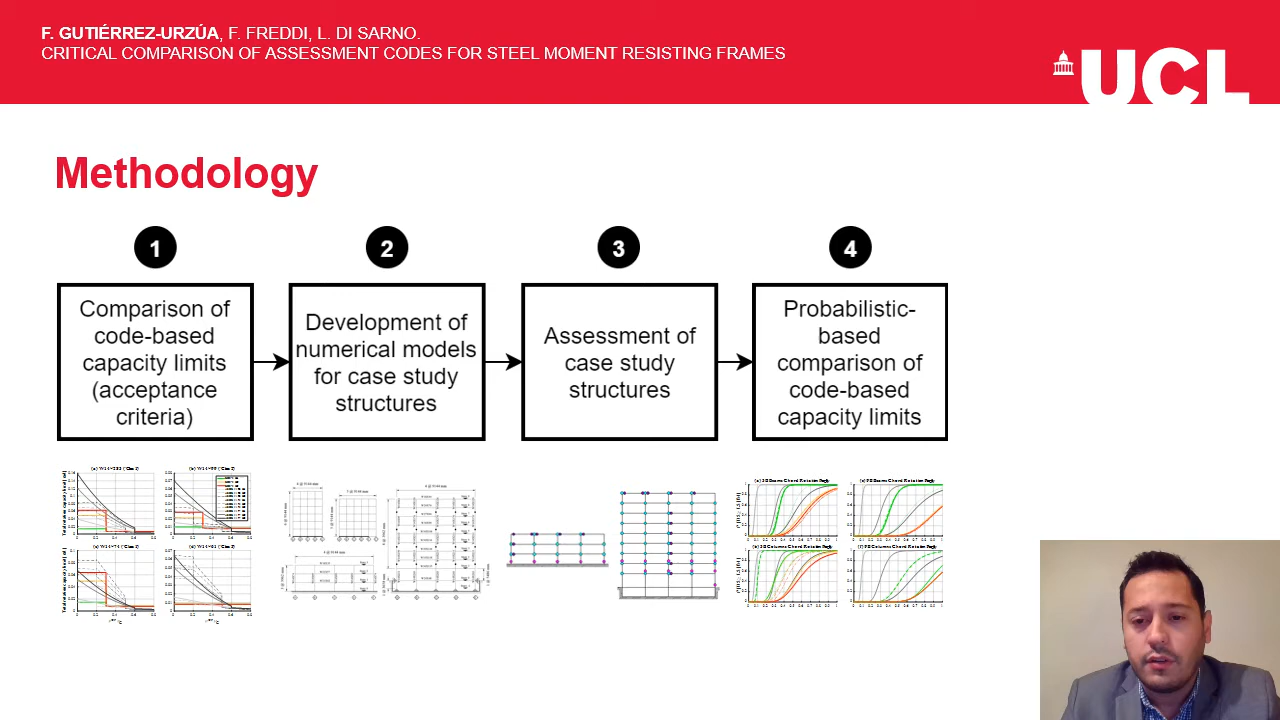 F. GUTIÉRREZ-URZÚA, F. FREDDI, L. DI SARNO.
CRITICAL COMPARISON OF ASSESSMENT CODES FOR STEEL MOMENT RESISTING FRAMES
UCL
Methodology
1
2
3
4
Comparison of
code-based
capacity limits
(acceptance
criteria)
Development of
numerical models
for case study
structures
Assessment of
case study
structures
Probabilistic-
based
comparison of
code-based
capacity limits